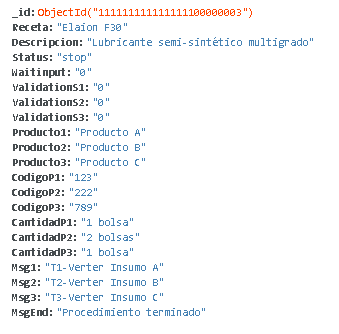 _id: ObjectId("111111111111111100000003")
Receta: "Elaion F30"
Descripcion: "Lubricante semi-sintético multigrado"
Status: "stop"
Waitinput: "0"
ValidationS1: "0"
ValidationS2: "0"
ValidationS3: "0"
Producto1: "Producto A"
Producto2: "Producto B"
Producto3: "Producto C"
CodigoP1: "123"
CodigoP2: "222"
CodigoP3: "789"
CantidadP1: "1 bolsa"
CantidadP2: "2 bolsas"
CantidadP3: "1 bolsa"
Msg1: "T1-Verter Insumo A"
Msg2: "T2-Verter Insumo B"
Msg3: "T3-Verter Insumo C"
MsgEnd: "Procedimiento terminado"